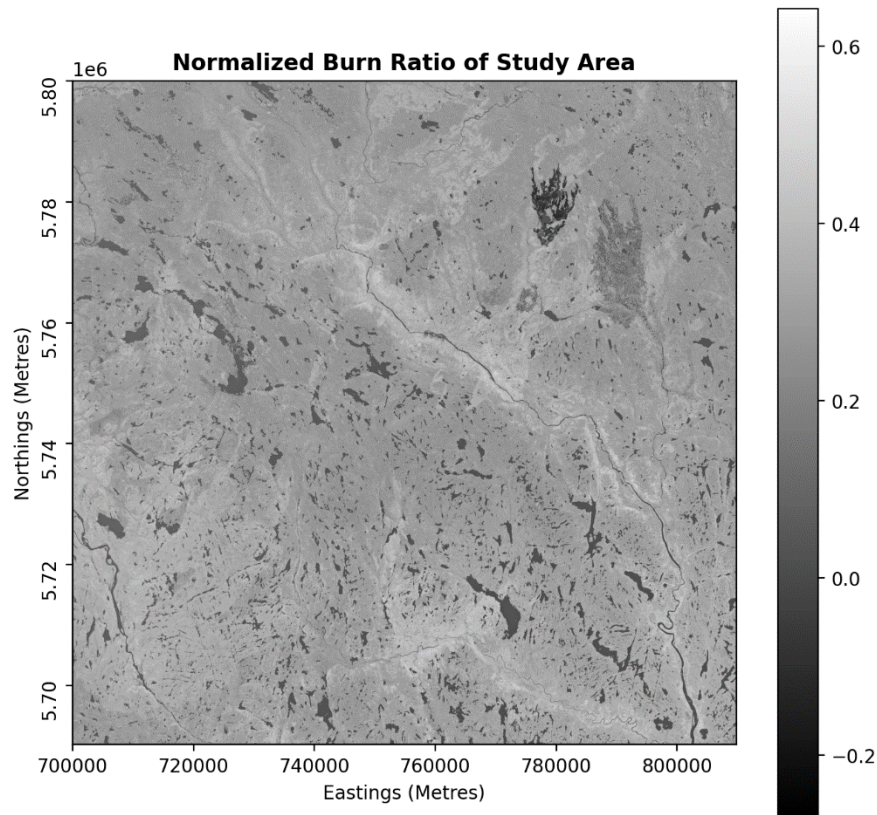 Normalized Burn Ratio of Study Area
1e6
5.80
5.78
5.76
5.74
5.72
5.70
Northings (Metres)
700000 720000 740000 760000 780000 800000
Eastings (Metres)
0.6
0.4
0.2
0.0
−0.2